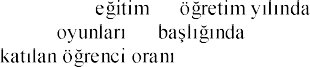 eğitim öğretim yılında
oyunları başlığında
katılan öğrenci oranı